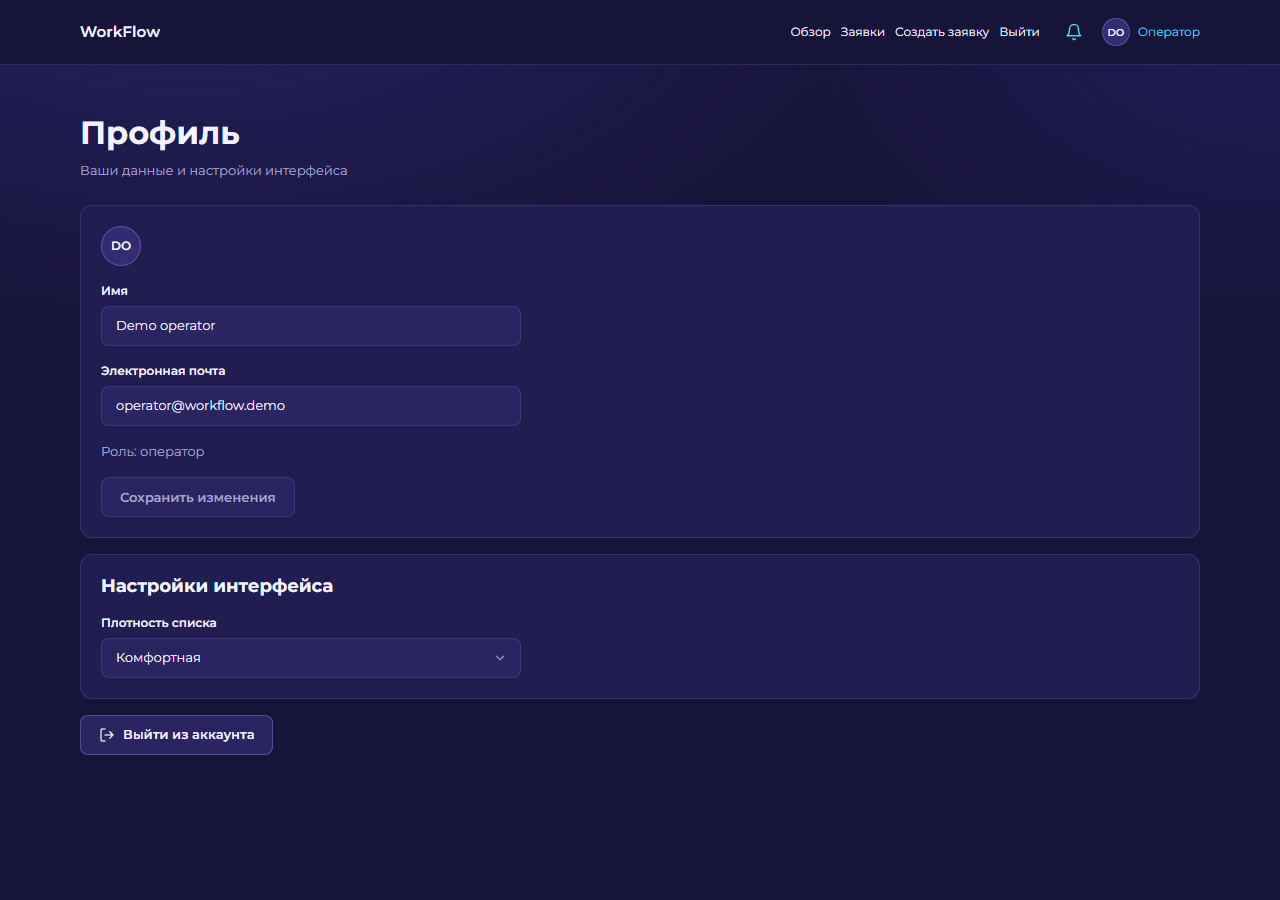 WorkFlow
Обзор Заявки Создать заявку Выйти DO Оператор
Профиль
Ваши данные и настройки интерфейса
DO
Имя
Demo operator
Электронная почта
operator@workflow.demo
Роль: оператор
Сохранить изменения
Настройки интерфейса
Плотность списка
Комфортная
Выйти из аккаунта